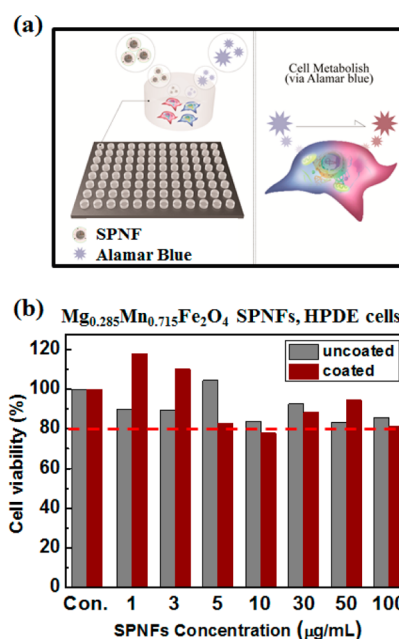 (a)
Cell Metabolish
(via Alamar blue)
SPNF
Alamar Blue
(b)
Mg0.285Mn0.715Fe2O4 SPNFs, HPDE cells
uncoated
coated
120
100
80
60
40
20
0
Cell viability (%)
Con. 1 3 5 10 30 50 100
SPNFs Concentration (μg/mL)